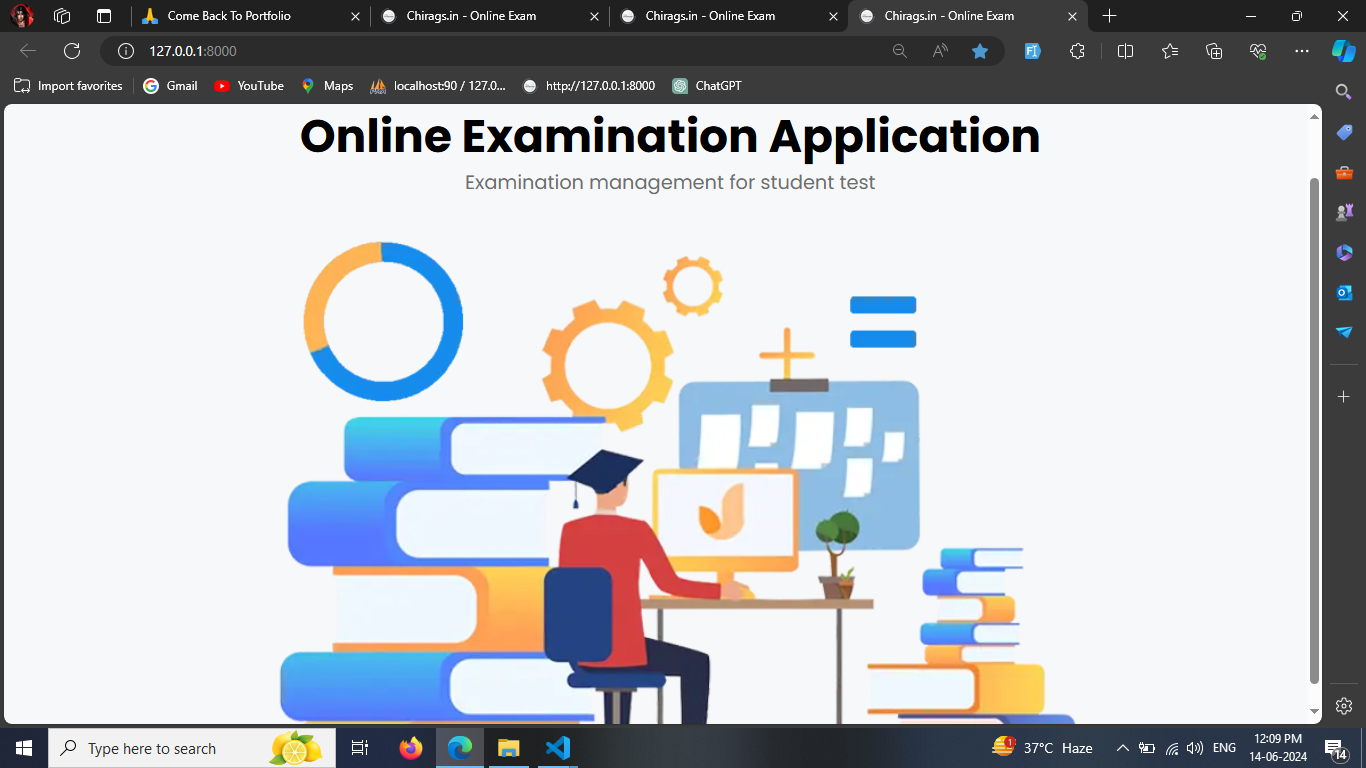 Come Back To Portfolio
Chirags.in - Online Exam
Chirags.in - Online Exam
Chirags.in - Online Exam
127.0.0.1:8000
Import favorites
Gmail
YouTube
Maps
localhost:90 / 127.0...
http://127.0.0.1:8000
ChatGPT
Online Examination Application
Examination management for student test
Type here to search
1
37°C Haze
ENG
12:09 PM
14-06-2024
14